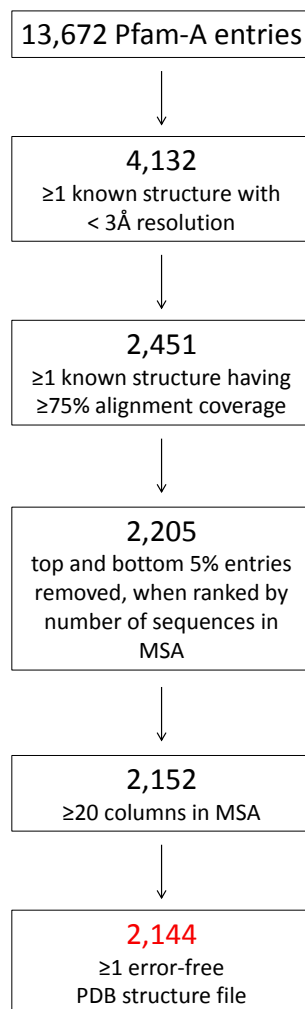 13,672 Pfam-A entries
4,132
≥1 known structure with
< 3Å resolution
2,451
≥1 known structure having
≥75% alignment coverage
2,205
top and bottom 5% entries
removed, when ranked by
number of sequences in
MSA
2,152
≥20 columns in MSA
2,144
≥1 error-free
PDB structure file